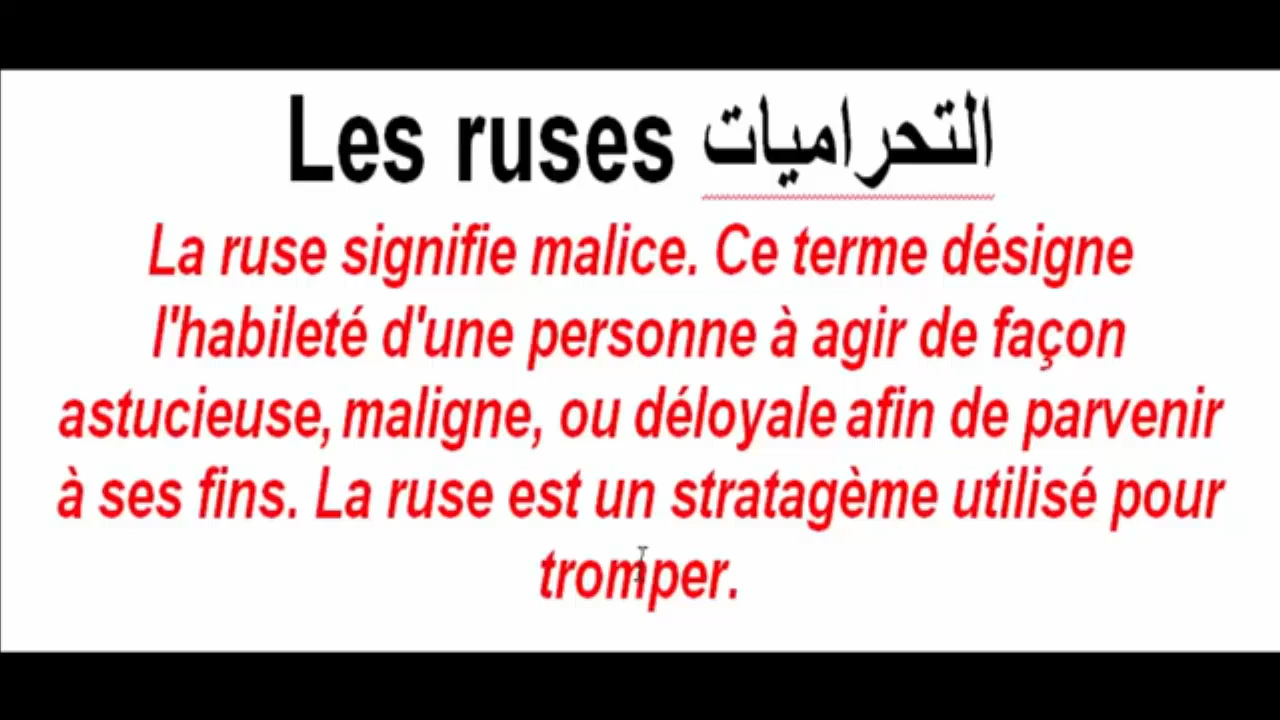 Les ruses التحراميات
La ruse signifie malice. Ce terme désigne
l'habileté d'une personne à agir de façon
astucieuse, maligne, ou déloyale afin de parvenir
à ses fins. La ruse est un stratagème utilisé pour
tromper.